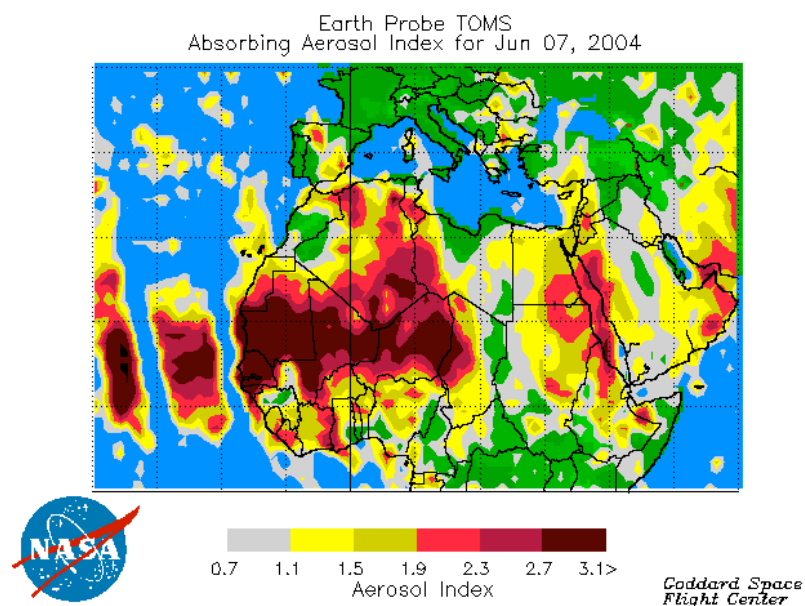 Earth Probe TOMS
Absorbing Aerosol Index for Jun 07, 2004
NASA
0.7 1.1 1.5 1.9 2.3 2.7 3.1>
Aerosol Index
Goddard Space
Flight Center